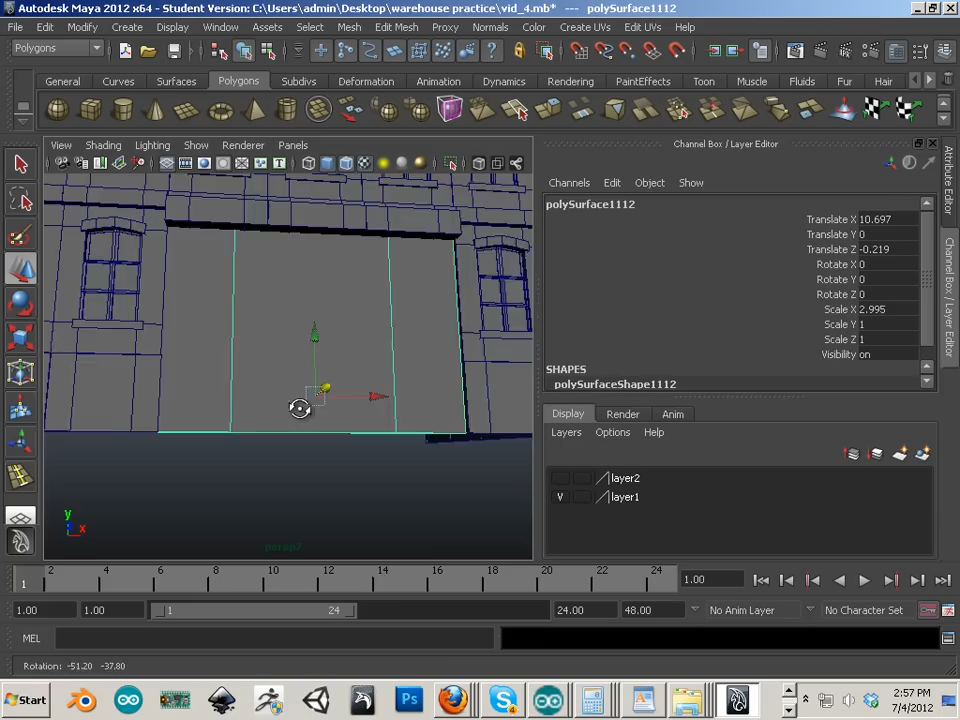 Autodesk Maya 2012 x64 - Student Version: C:\Users\admin\Desktop\warehouse practice\vid_4.mb* --- polySurface1112
File Edit Modify Create Display Window Assets Select Mesh Edit Mesh Proxy Normals Color Create UVs Edit UVs Help
Polygons
General Curves Surfaces Polygons Subdivs Deformation Animation Dynamics Rendering PaintEffects Toon Muscle Fluids Fur Hair
View Shading Lighting Show Renderer Panels
Channel Box / Layer Editor
Channels Edit Object Show
polySurface1112
Translate X 10.697
Translate Y 0
Translate Z -0.219
Rotate X 0
Rotate Y 0
Rotate Z 0
Scale X 2.995
Scale Y 1
Scale Z 1
Visibility on
SHAPES
polySurfaceShape1112
Attribute Editor
Channel Box / Layer Editor
Display Render Anim
Layers Options Help
layer2
V layer1
y
x
persp7
2 4 6 8 10 12 14 16 18 20 22 24
1
1.00
1.00 1.00 1 24 24.00 48.00 No Anim Layer No Character Set
MEL
Rotation: -51.20 -37.80
Start
2:57 PM
7/4/2012